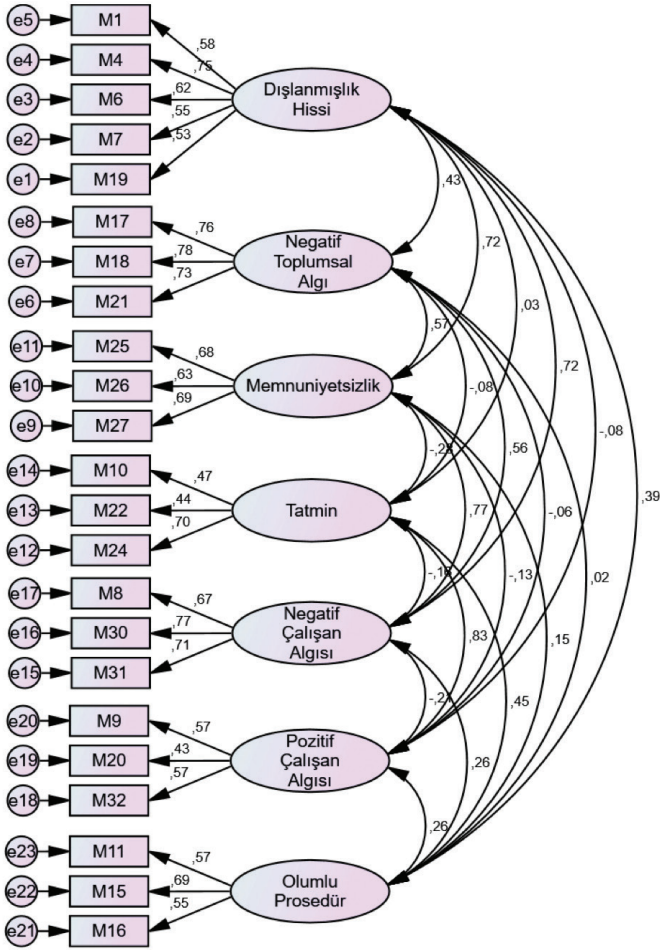 e5 M1
,58
e4 M4
,75
e3 M6
,62
Dışlanmışlık
Hissi
e2 M7
,55
e1 M19
,53
,43
e8 M17
,76
e7 M18
,78
Negatif
Toplumsal
Algı
e6 M21
,73
,72
,57
,03
e11 M25
,68
e10 M26
,63
Memnuniyetsizlik
e9 M27
,69
-,08
,72
-,08
,56
e14 M10
,47
e13 M22
,44
Tatmin
e12 M24
,70
,77
-,06
,39
e17 M8
,67
e16 M30
,77
Negatif
Çalışan
Algısı
e15 M31
,71
-,13
,02
,83
,15
e20 M9
,57
e19 M20
,43
Pozitif
Çalışan
Algısı
e18 M32
,57
,45
,26
,26
e23 M11
,57
e22 M15
,69
Olumlu
Prosedür
e21 M16
,55